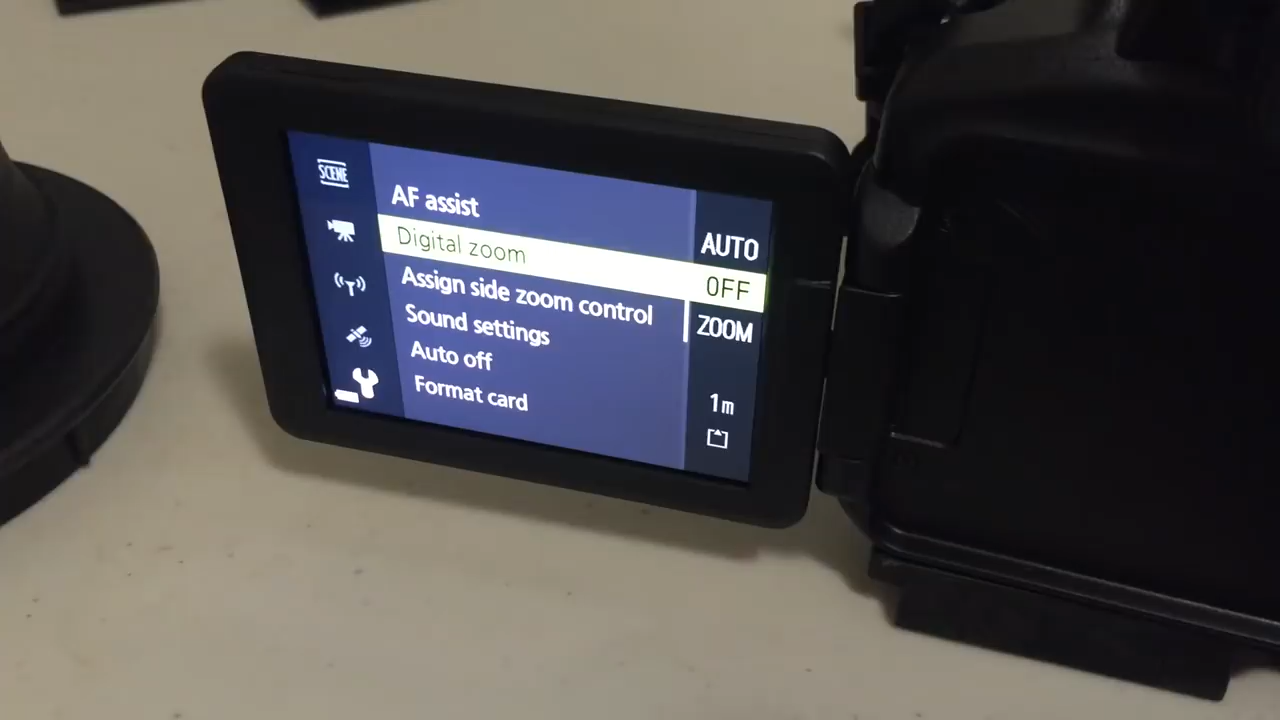 SCENE
AF assist
AUTO
Digital zoom
OFF
Assign side zoom control
ZOOM
Sound settings
Auto off
1m
Format card